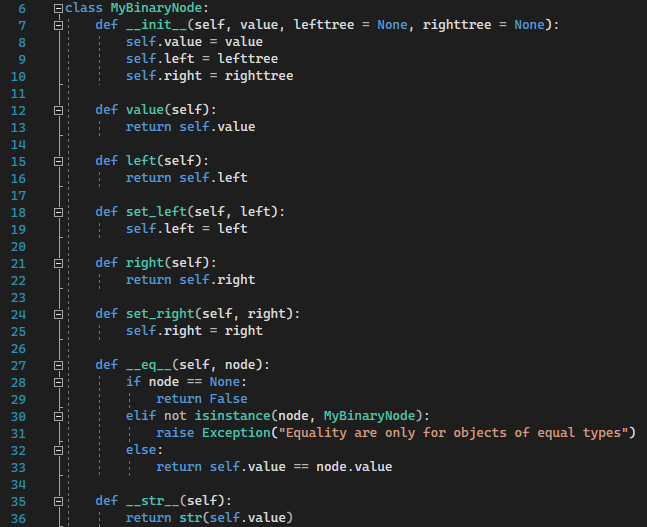 6 class MyBinaryNode:
7     def __init__(self, value, lefttree = None, righttree = None):
8         self.value = value
9         self.left = lefttree
10         self.right = righttree
11
12     def value(self):
13         return self.value
14
15     def left(self):
16         return self.left
17
18     def set_left(self, left):
19         self.left = left
20
21     def right(self):
22         return self.right
23
24     def set_right(self, right):
25         self.right = right
26
27     def __eq__(self, node):
28         if node == None:
29             return False
30         elif not isinstance(node, MyBinaryNode):
31             raise Exception("Equality are only for objects of equal types")
32         else:
33             return self.value == node.value
34
35     def __str__(self):
36         return str(self.value)